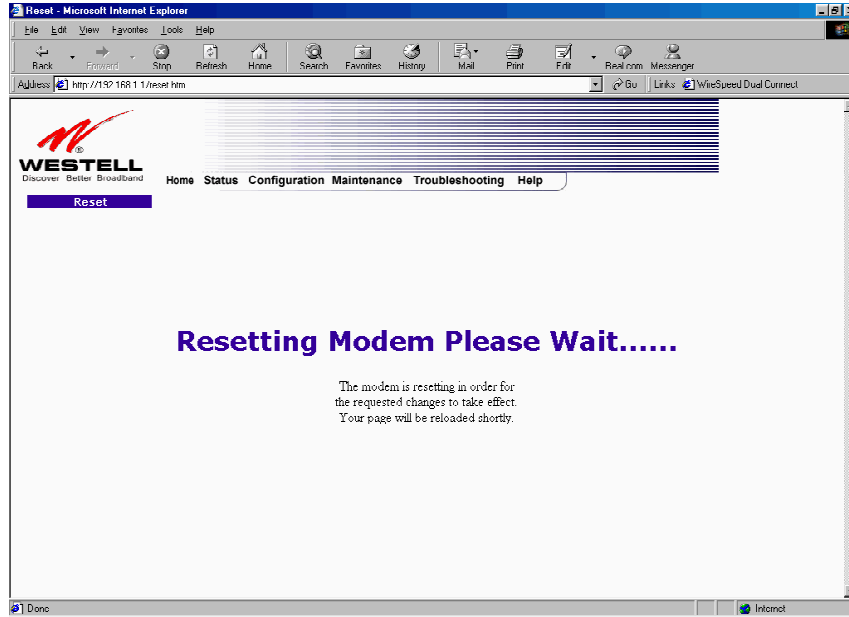 Reset - Microsoft Internet Explorer
File Edit View Favorites Tools Help
Back Forward Stop Refresh Home Search Favorites History Mail Print Edit Real.com Messenger
Address http://192.168.1.1/reset.htm Go Links WireSpeed Dual Connect
WESTELL
®
Discover Better Broadband
Home Status Configuration Maintenance Troubleshooting Help
Reset
Resetting Modem Please Wait......
The modem is resetting in order for
the requested changes to take effect.
Your page will be reloaded shortly.
Done Internet